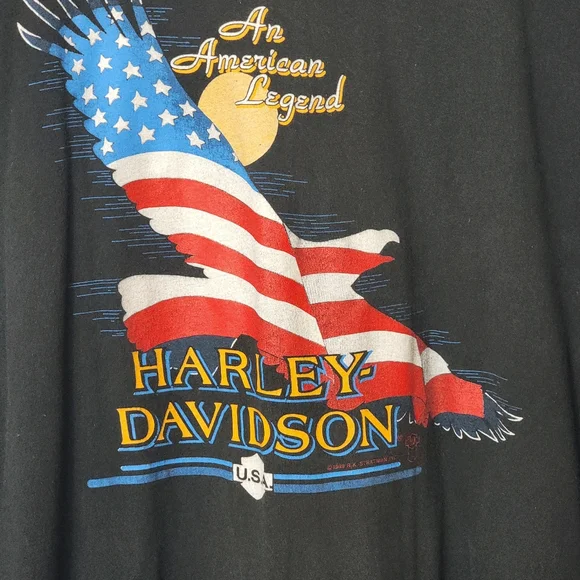 An
American
Legend
HARLEY-
DAVIDSON
U.S.A.